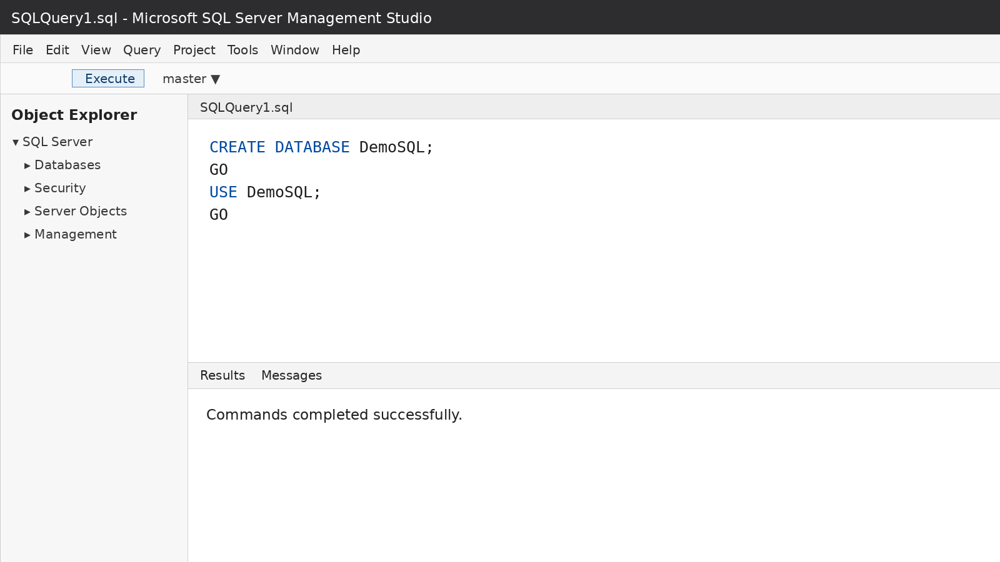 SQLQuery1.sql - Microsoft SQL Server Management Studio
File Edit View Query Project Tools Window Help
Execute master ▼
Object Explorer
▾ SQL Server
▸ Databases
▸ Security
▸ Server Objects
▸ Management
SQLQuery1.sql
CREATE DATABASE DemoSQL;
GO
USE DemoSQL;
GO
Results Messages
Commands completed successfully.